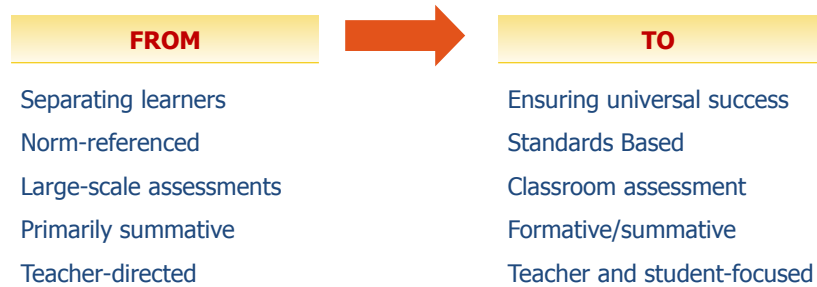 FROM
TO
Separating learners
Ensuring universal success
Norm-referenced
Standards Based
Large-scale assessments
Classroom assessment
Primarily summative
Formative/summative
Teacher-directed
Teacher and student-focused